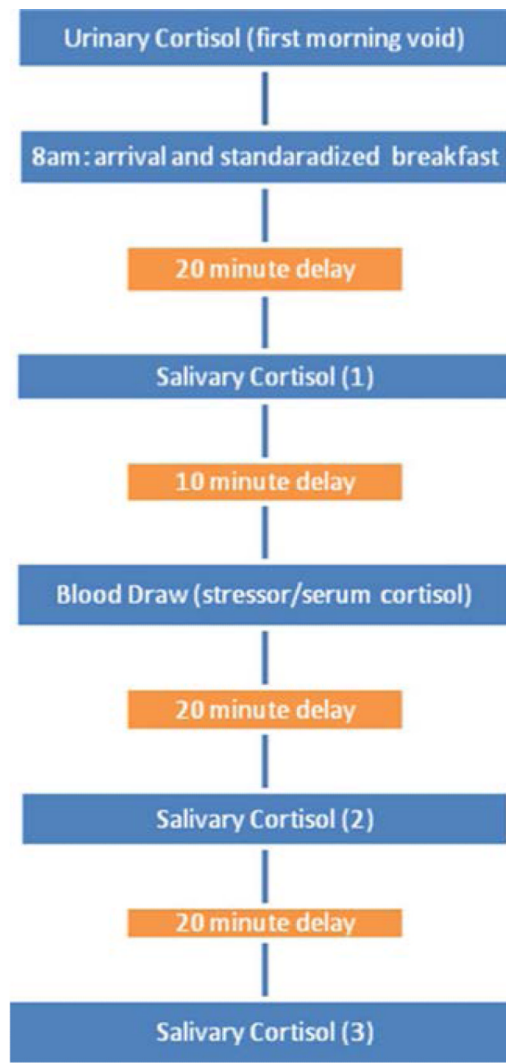 Urinary Cortisol (first morning void)
8am: arrival and standaradized breakfast
20 minute delay
Salivary Cortisol (1)
10 minute delay
Blood Draw (stressor/serum cortisol)
20 minute delay
Salivary Cortisol (2)
20 minute delay
Salivary Cortisol (3)